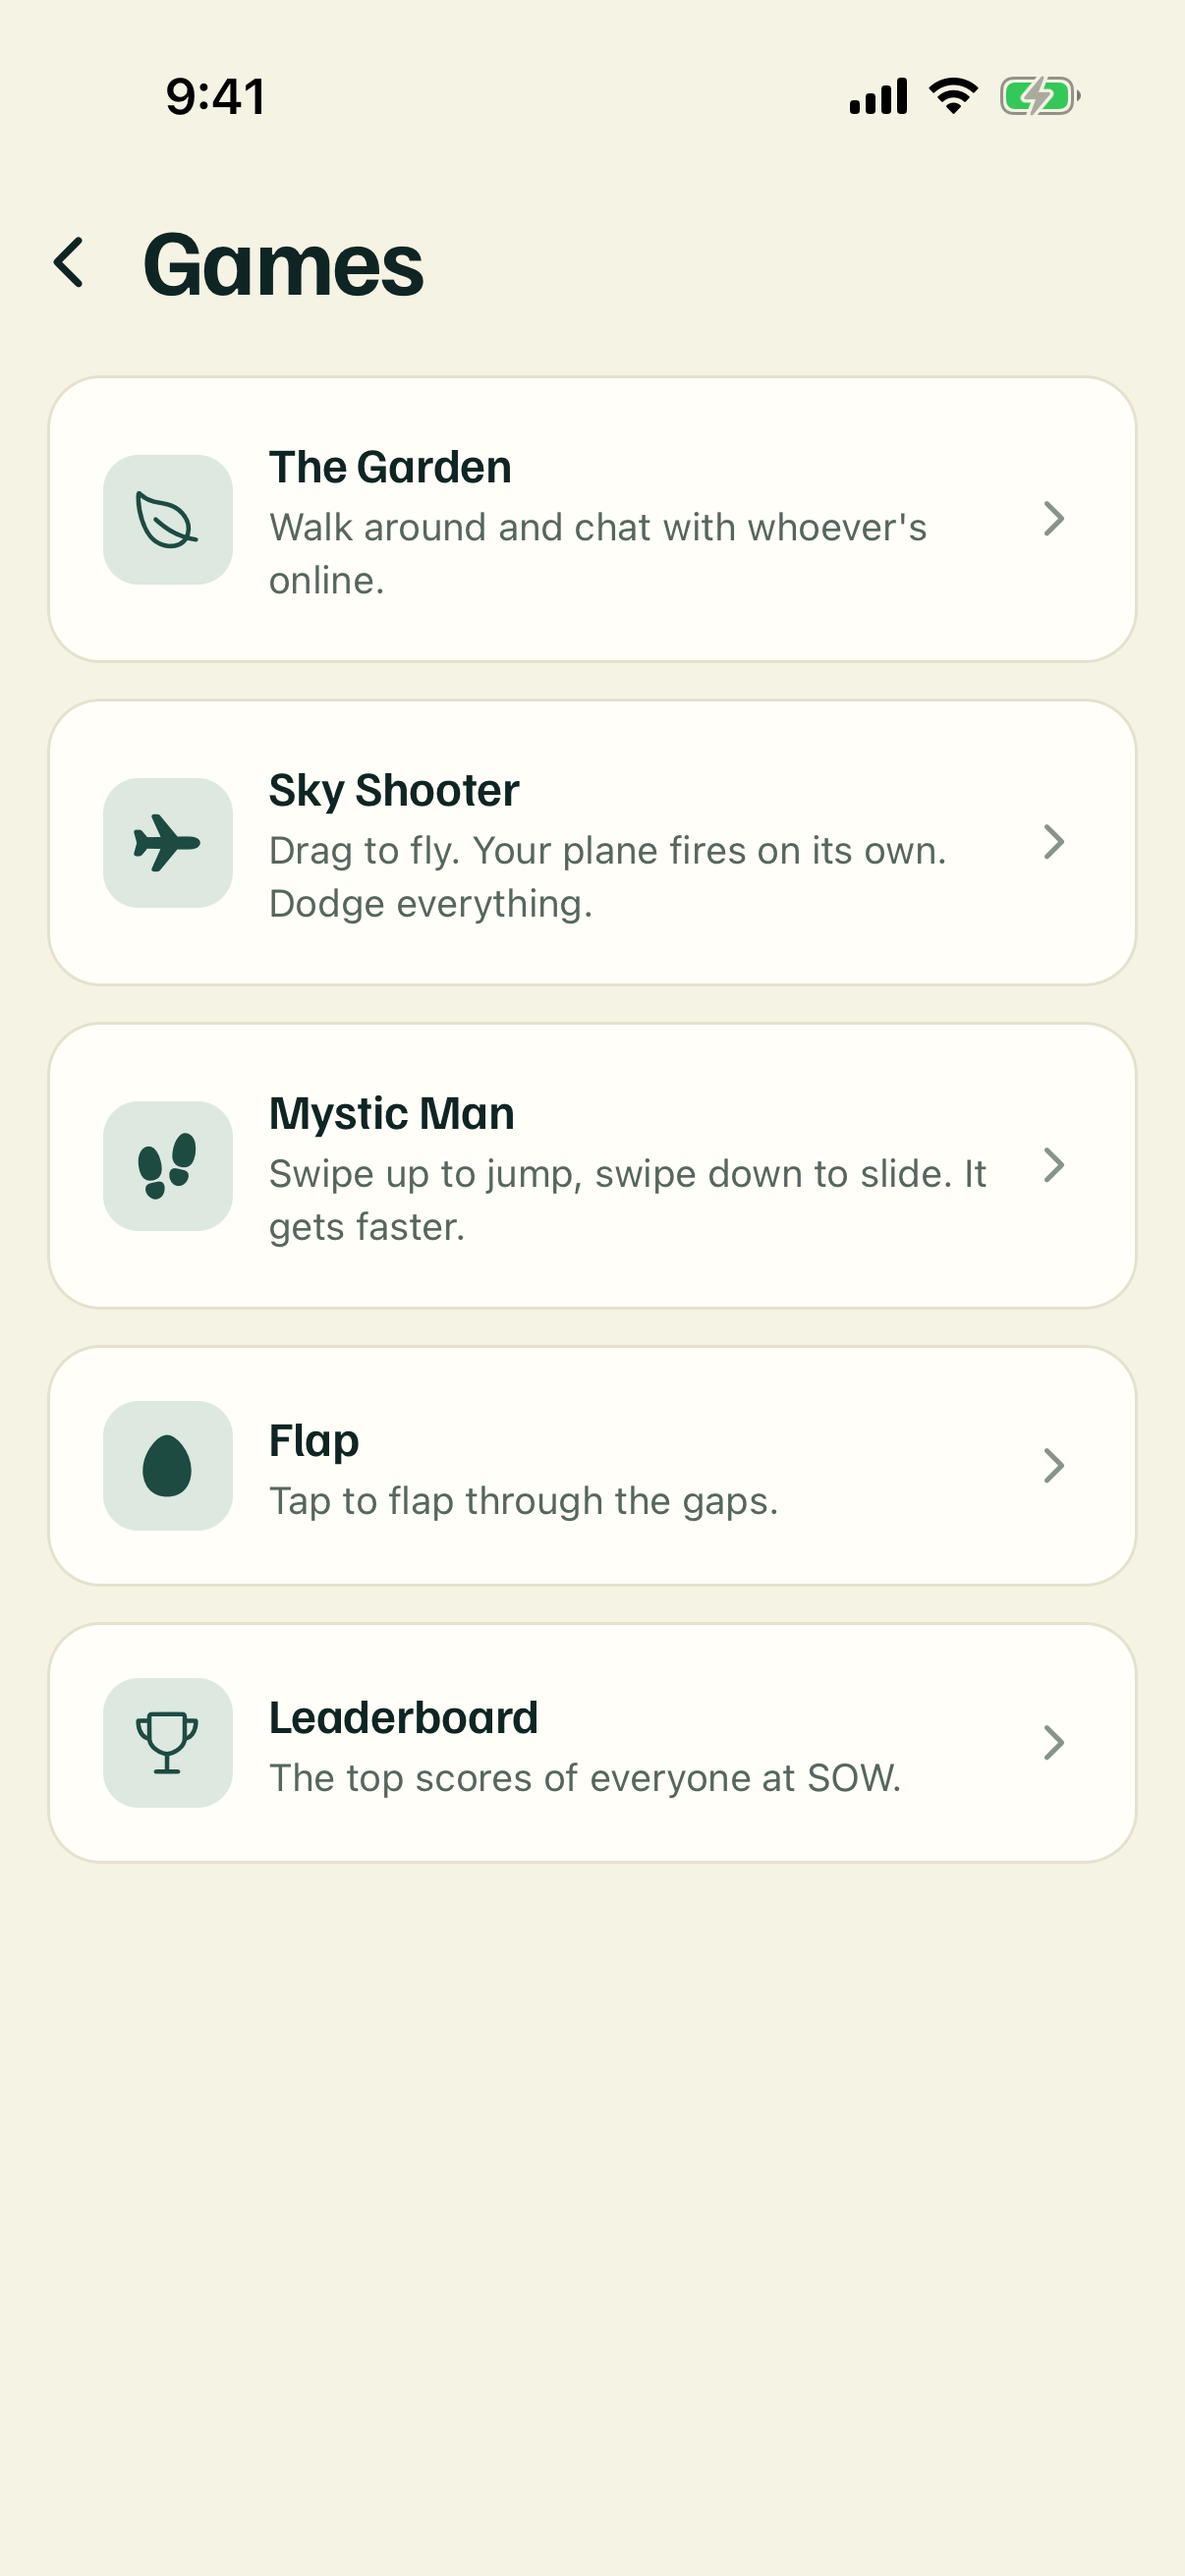 9:41
Games
The Garden
Walk around and chat with whoever's
online.
Sky Shooter
Drag to fly. Your plane fires on its own.
Dodge everything.
Mystic Man
Swipe up to jump, swipe down to slide. It
gets faster.
Flap
Tap to flap through the gaps.
Leaderboard
The top scores of everyone at SOW.